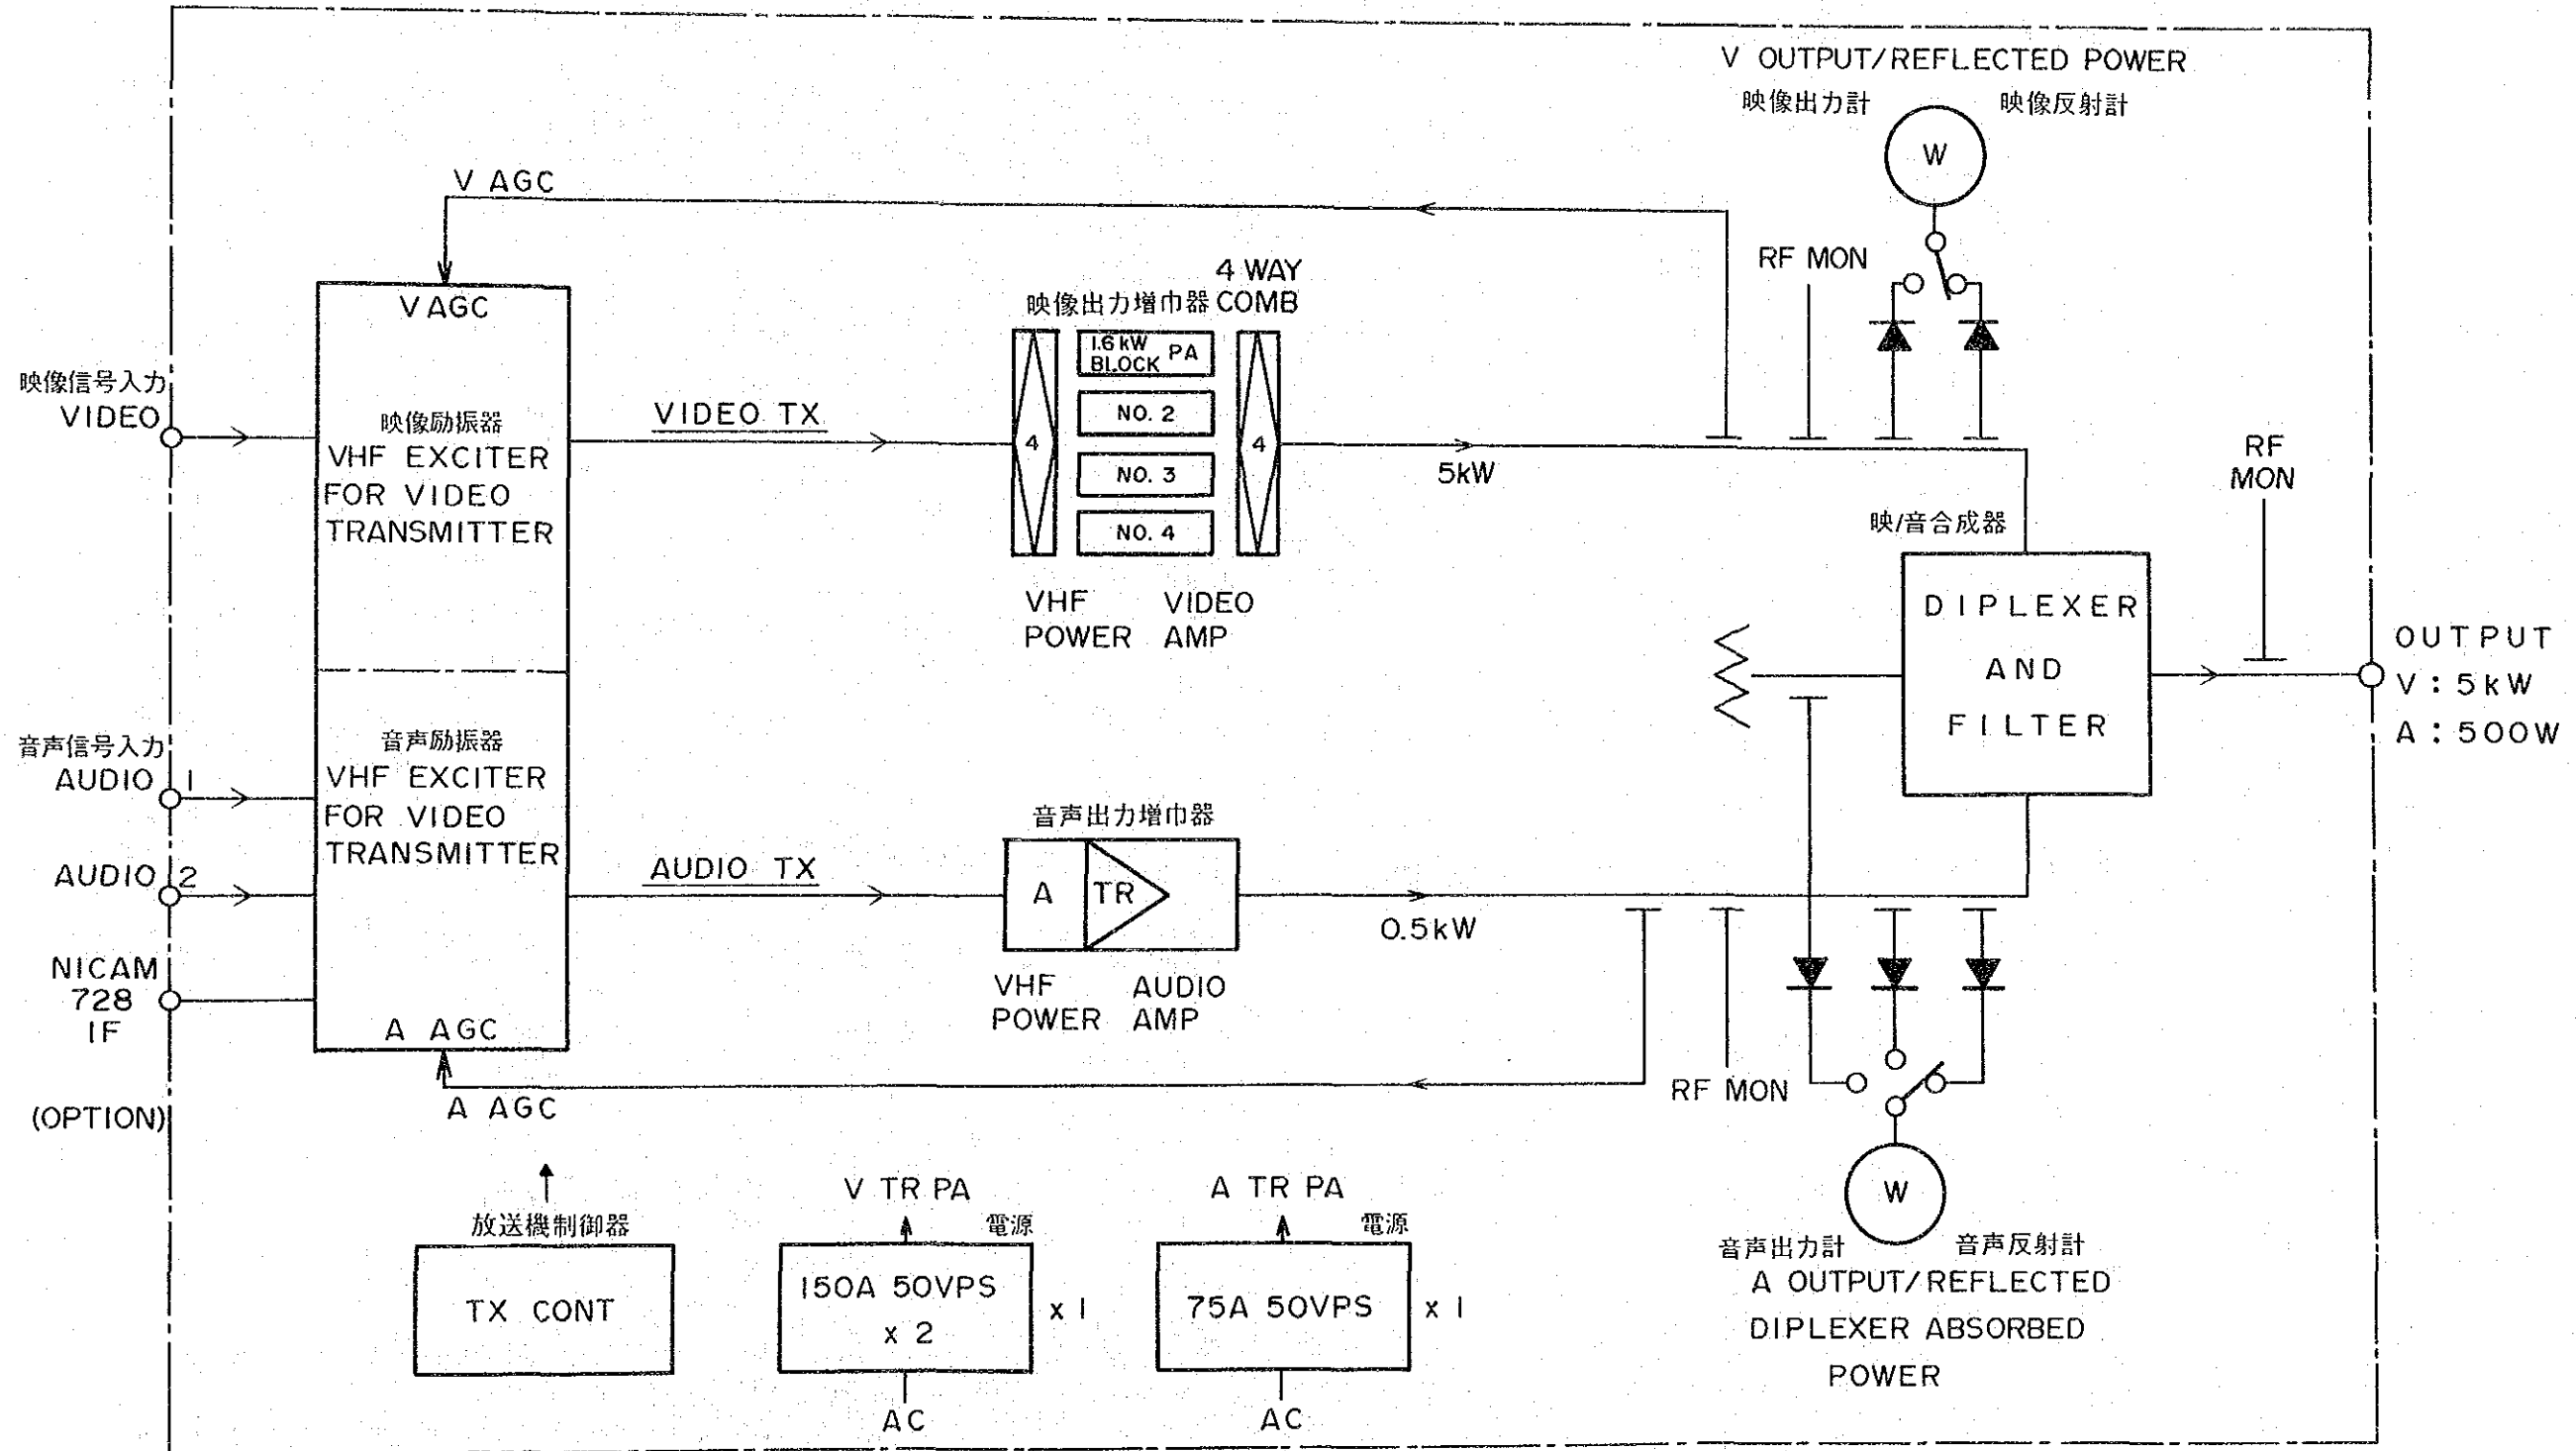 V OUTPUT/REFLECTED POWER
映像出力計 映像反射計
W
V AGC
RF MON
4 WAY
映像出力増巾器 COMB
V AGC
1.6 kW
BLOCK PA
映像信号入力
VIDEO
映像励振器
VHF EXCITER
FOR VIDEO
TRANSMITTER
VIDEO TX
4
NO. 2
NO. 3
NO. 4
4
5kW
RF
MON
映/音合成器
VHF VIDEO
POWER AMP
DIPLEXER
AND
FILTER
OUTPUT
V : 5kW
A : 500W
音声信号入力
AUDIO 1
音声励振器
VHF EXCITER
FOR VIDEO
TRANSMITTER
AUDIO 2
AUDIO TX
音声出力増巾器
A TR
0.5kW
NICAM
728
IF
(OPTION)
A AGC
VHF AUDIO
POWER AMP
A AGC
RF MON
W
音声出力計 音声反射計
A OUTPUT/REFLECTED
DIPLEXER ABSORBED
POWER
放送機制御器
TX CONT
V TR PA
電源
150A 50VPS
x 2
x 1
AC
A TR PA
電源
75A 50VPS
x 1
AC